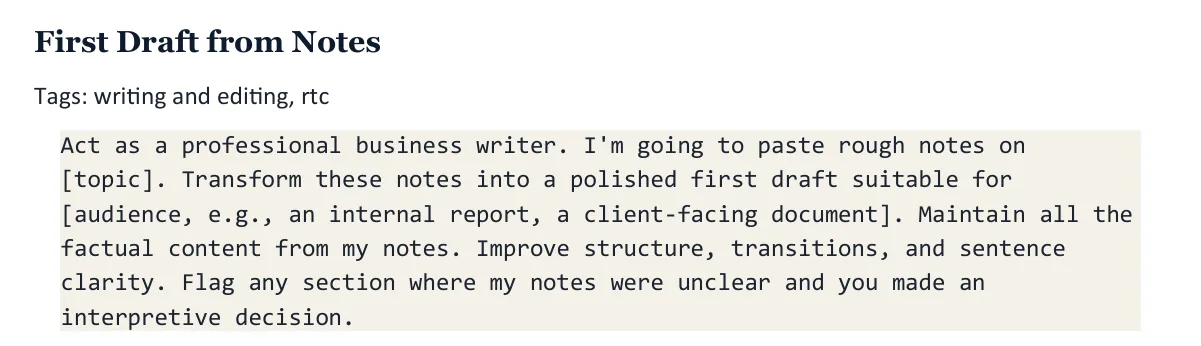 First Draft from Notes
Tags: writing and editing, rtc
Act as a professional business writer. I'm going to paste rough notes on
[topic]. Transform these notes into a polished first draft suitable for
[audience, e.g., an internal report, a client-facing document]. Maintain all the
factual content from my notes. Improve structure, transitions, and sentence
clarity. Flag any section where my notes were unclear and you made an
interpretive decision.